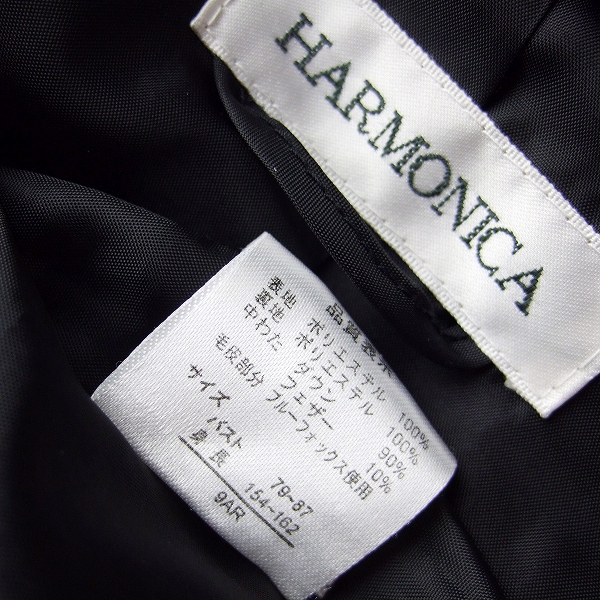 HARMONICA
品質表示
表地 ポリエステル 100%
裏地 ポリエステル 100%
中わた ダウン 90%
フェザー 10%
毛皮部分 ブルーフォックス使用
サイズ
バスト 79~87
身長 154~162
9AR